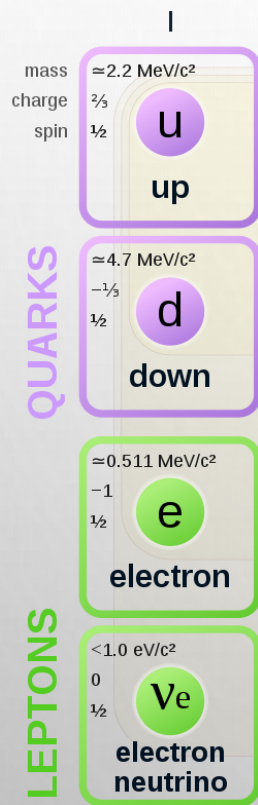 I
mass
≃2.2 MeV/c²
charge
⅔
spin
½
u
up
QUARKS
≃4.7 MeV/c²
−⅓
½
d
down
≃0.511 MeV/c²
−1
½
e
electron
LEPTONS
<1.0 eV/c²
0
½
νe
electron
neutrino